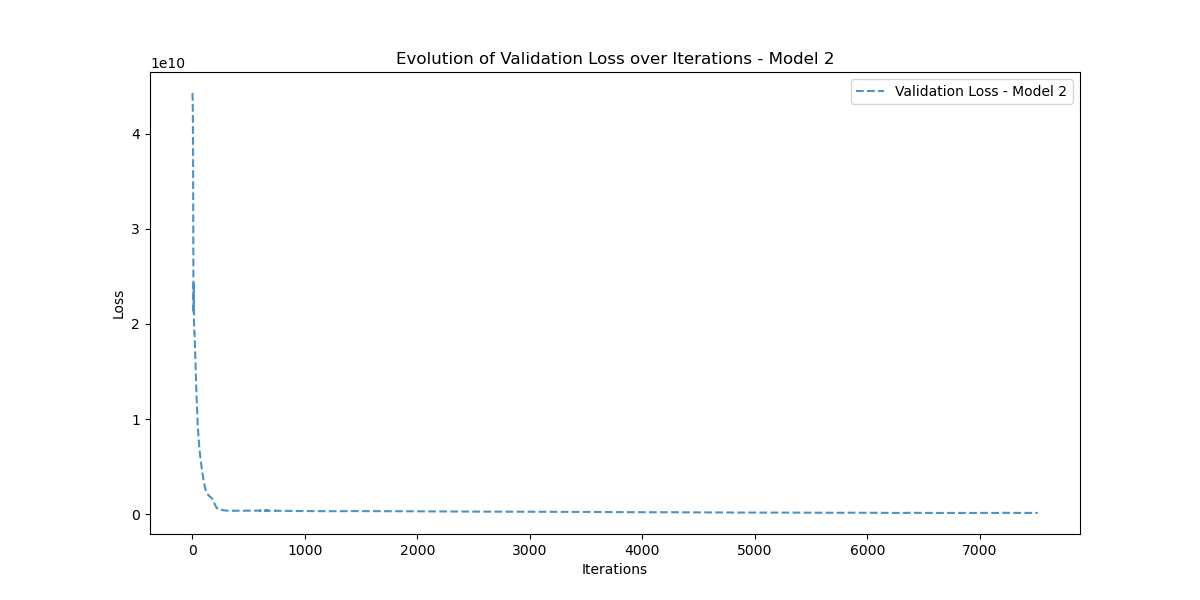 Evolution of Validation Loss over Iterations - Model 2
1e10
Validation Loss - Model 2
4
3
2
1
0
Loss
0 1000 2000 3000 4000 5000 6000 7000
Iterations